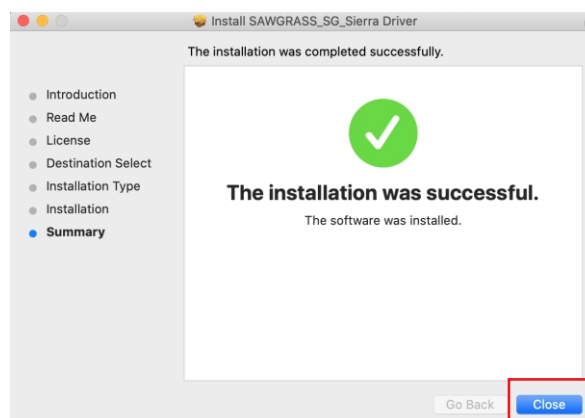 Install SAWGRASS_SG_Sierra Driver
The installation was completed successfully.
Introduction
Read Me
License
Destination Select
Installation Type
Installation
Summary
The installation was successful.
The software was installed.
Go Back
Close